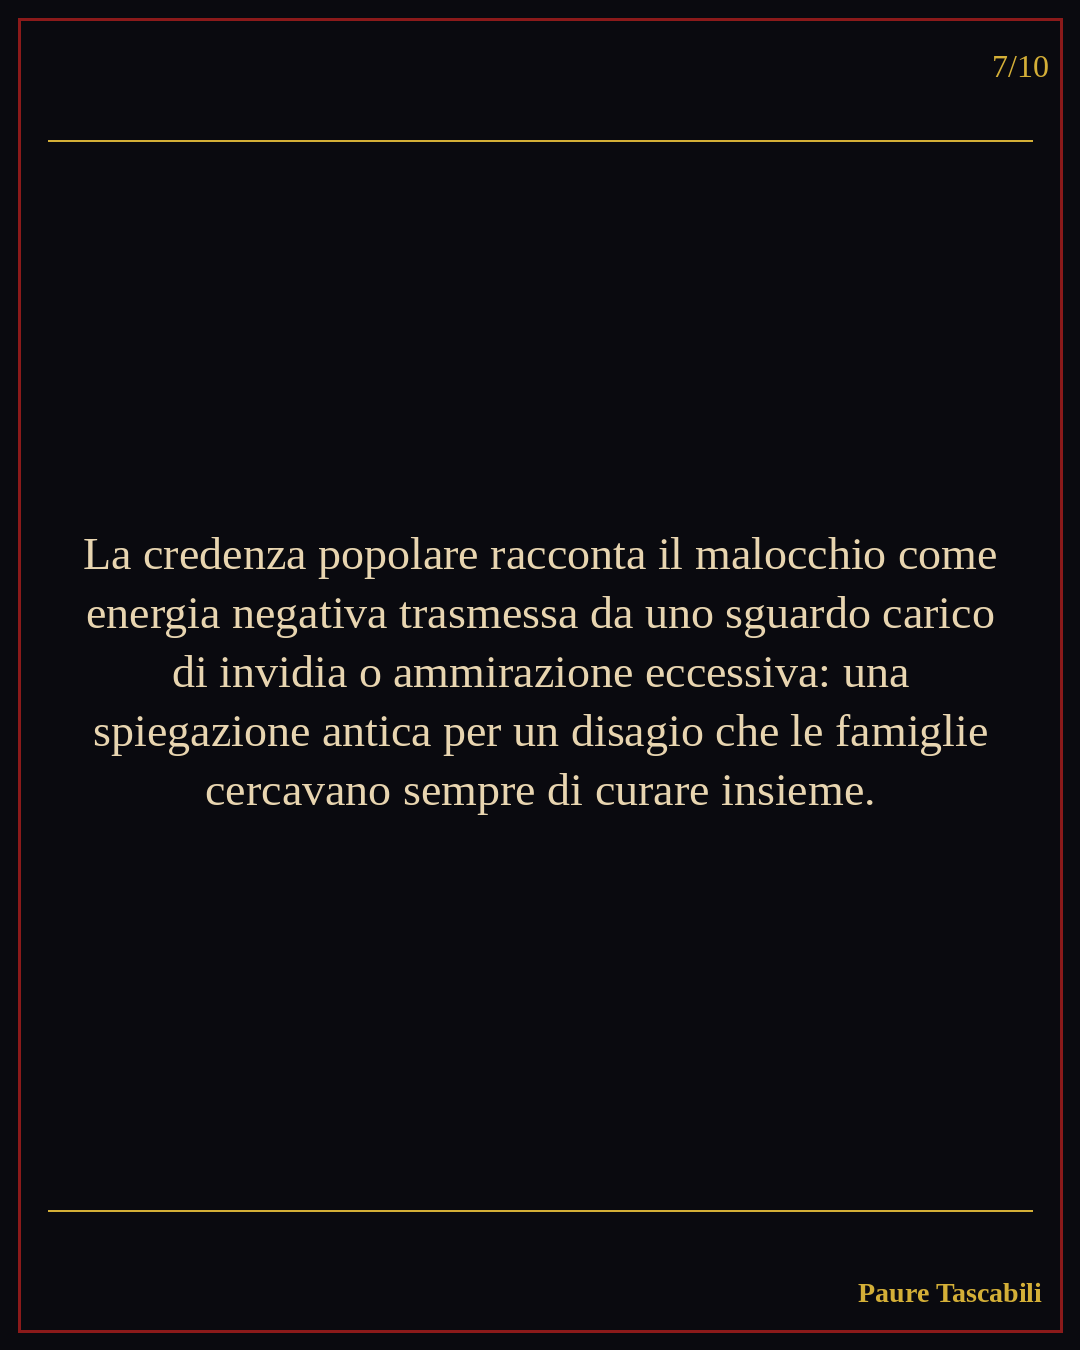 7/10
La credenza popolare racconta il malocchio come
energia negativa trasmessa da uno sguardo carico
di invidia o ammirazione eccessiva: una
spiegazione antica per un disagio che le famiglie
cercavano sempre di curare insieme.
Paure Tascabili